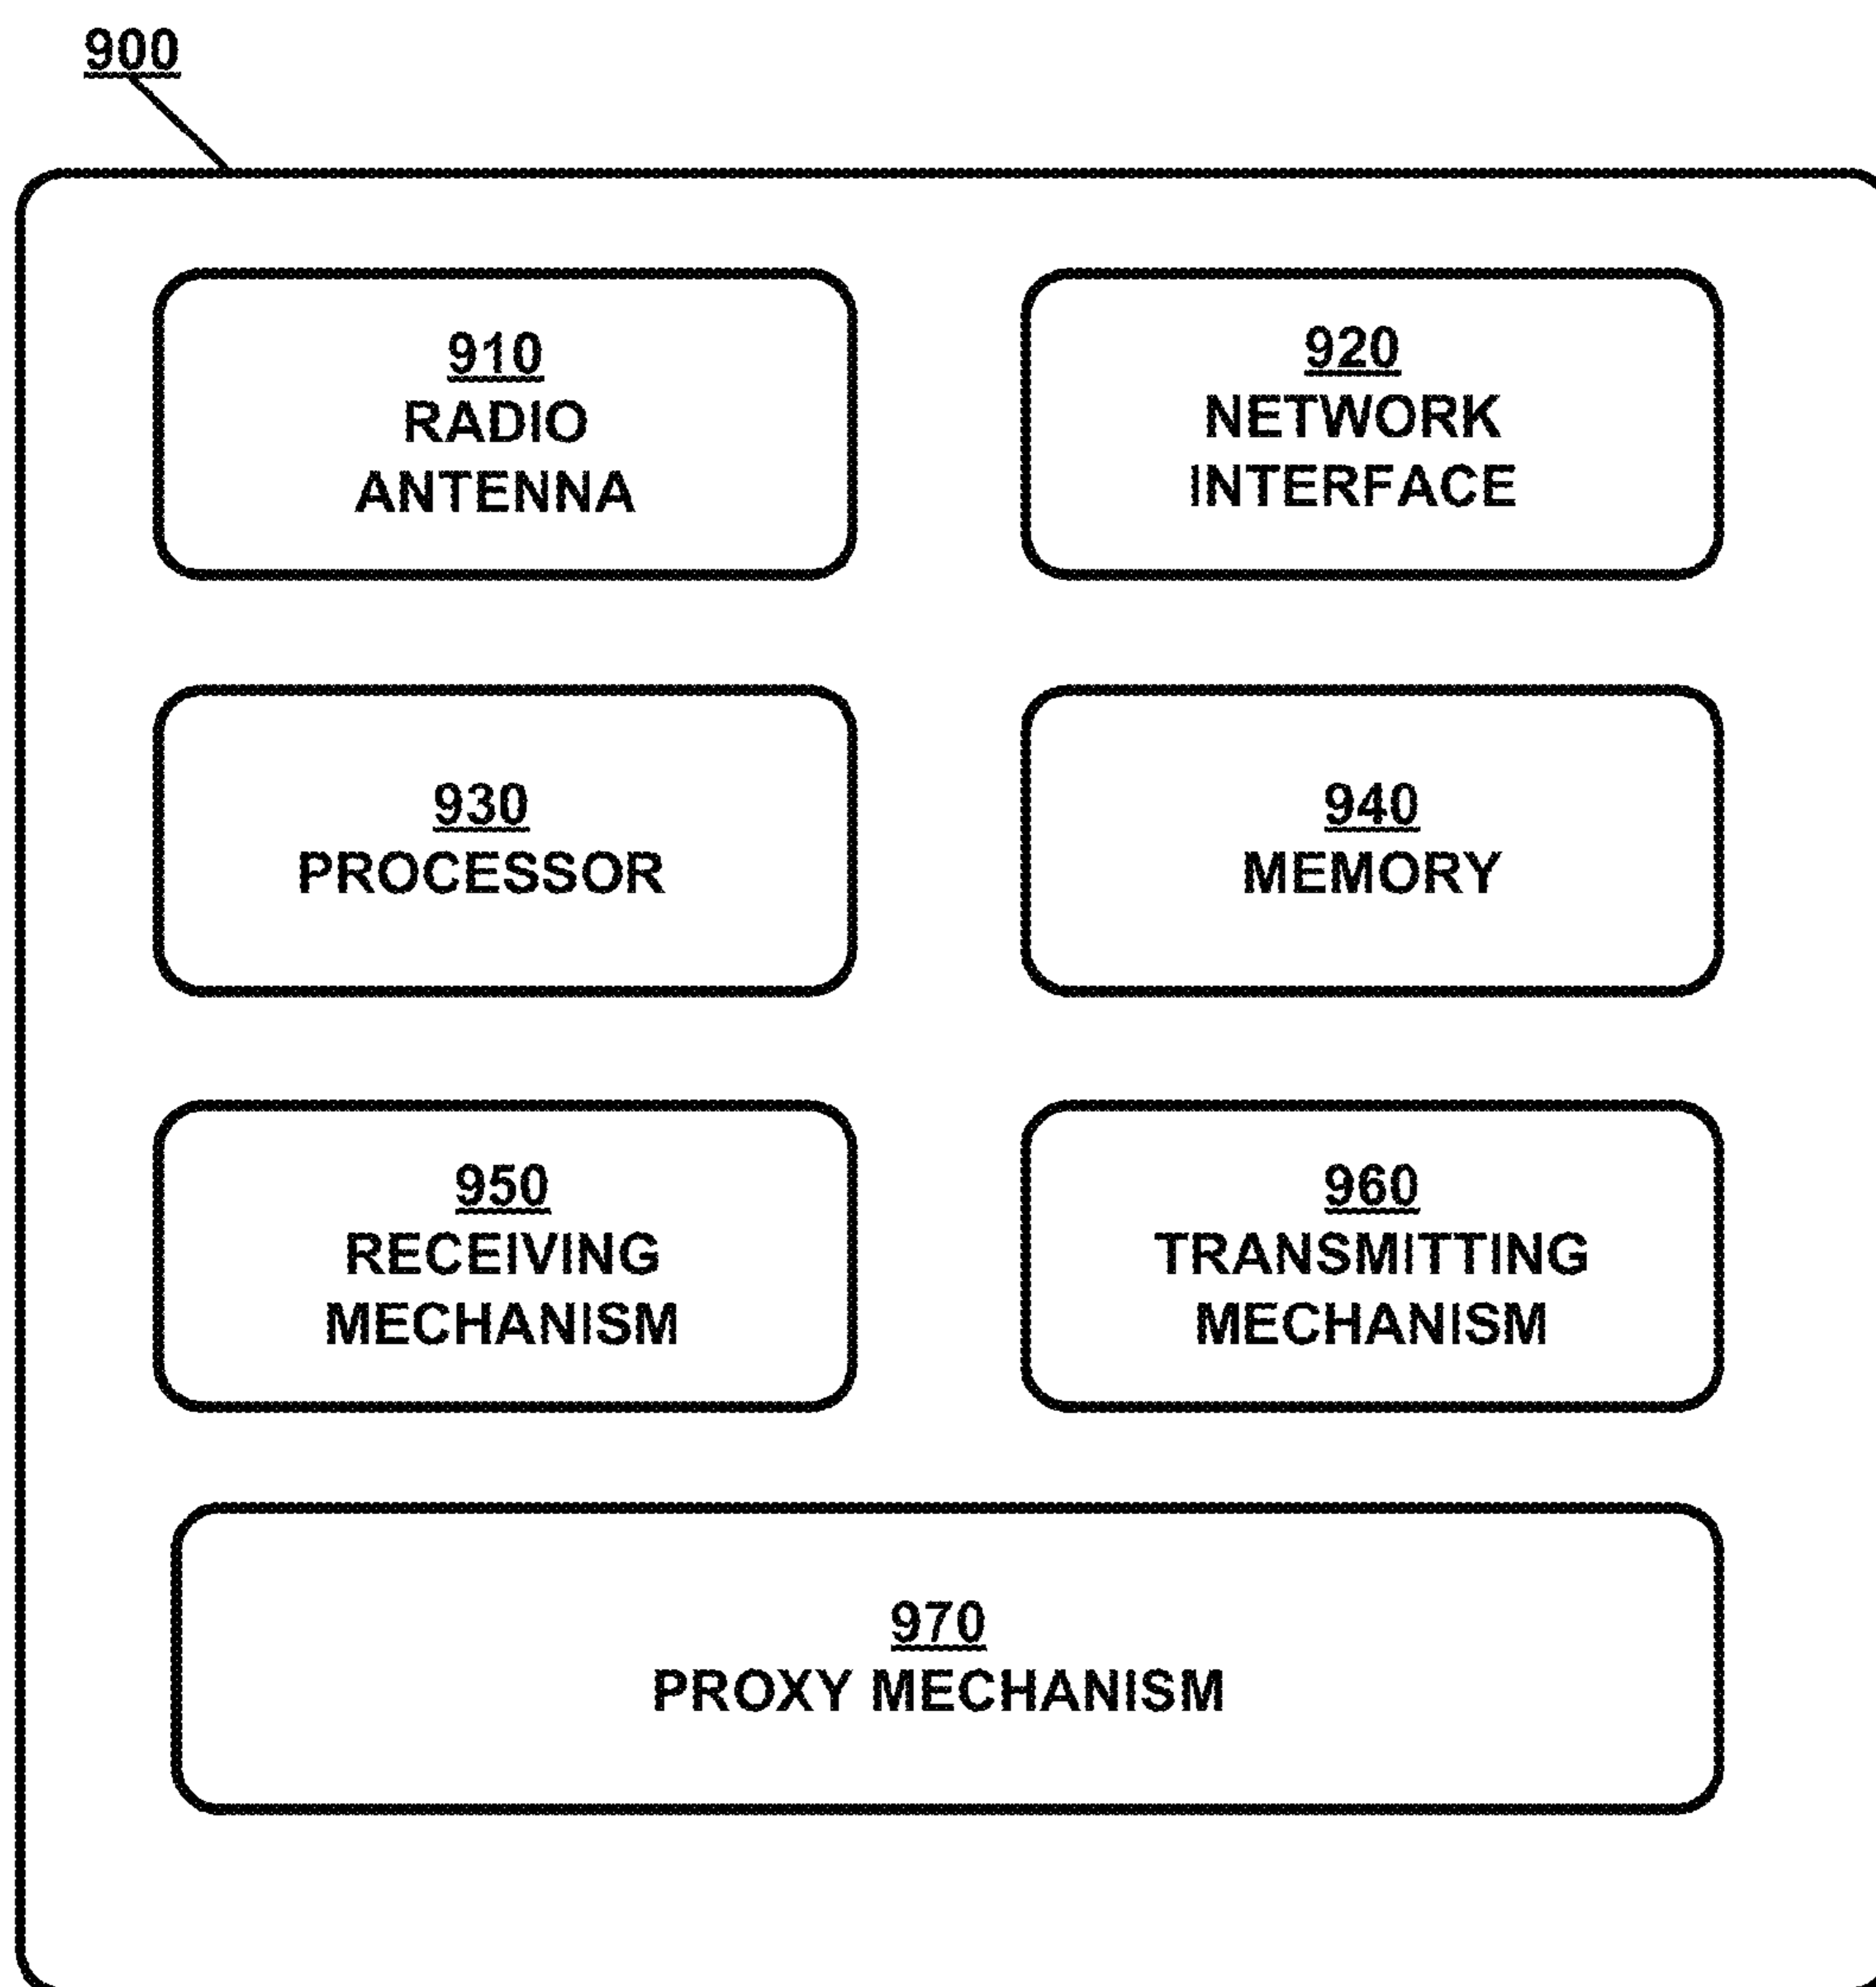 900
910
RADIO
ANTENNA
920
NETWORK
INTERFACE
930
PROCESSOR
940
MEMORY
950
RECEIVING
MECHANISM
960
TRANSMITTING
MECHANISM
970
PROXY MECHANISM